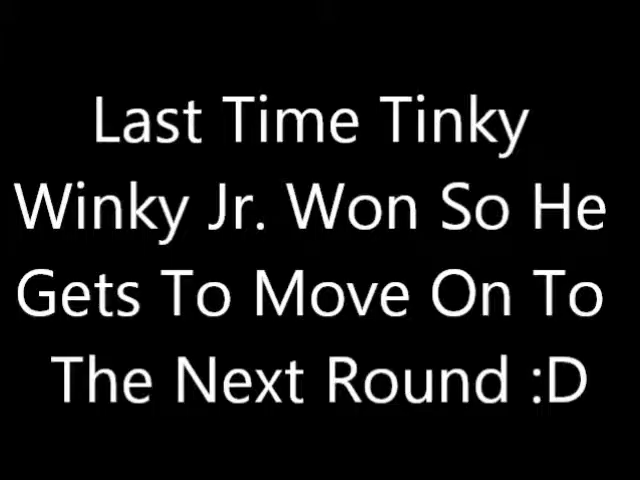 Last Time Tinky
Winky Jr. Won So He
Gets To Move On To
The Next Round :D